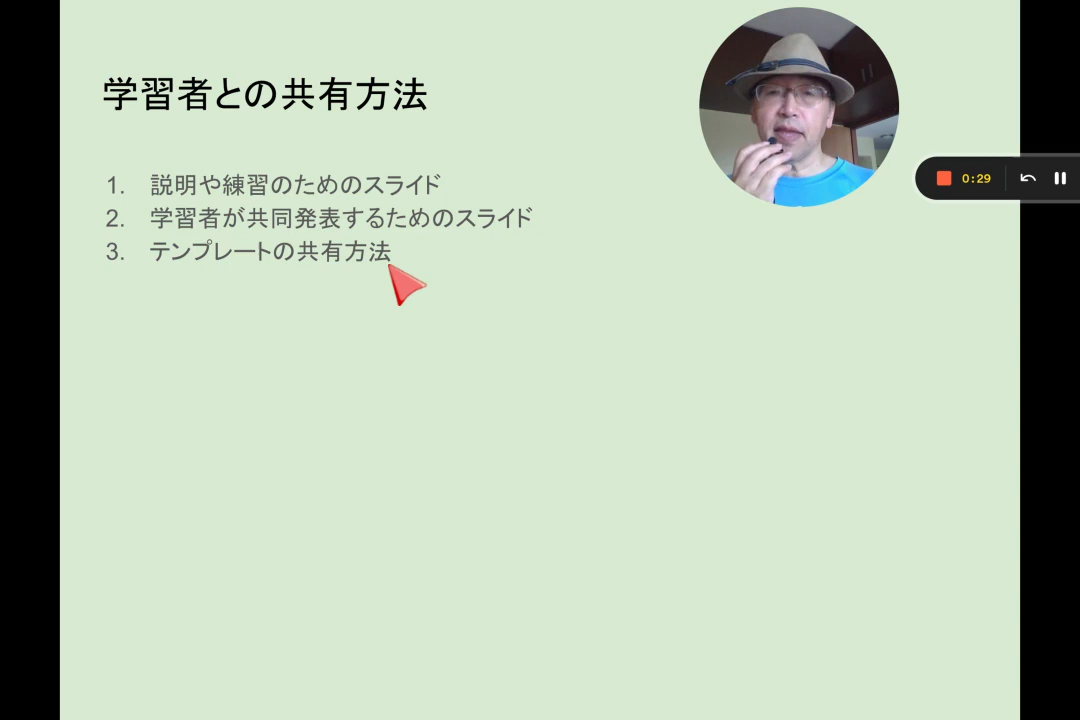 学習者との共有方法
1. 説明や練習のためのスライド
2. 学習者が共同発表するためのスライド
3. テンプレートの共有方法
0:29